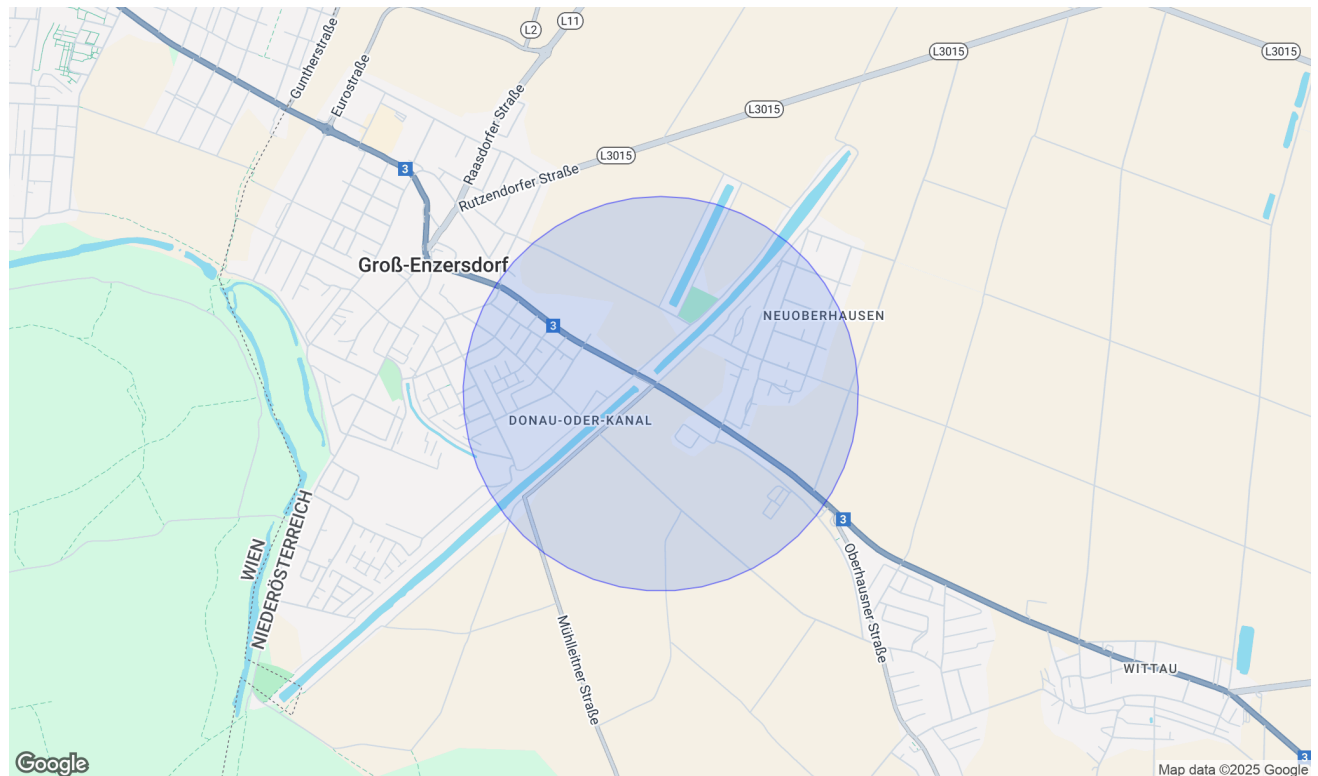 L2
L11
Guntherstraße
Eurostraße
L3015
L3015
Raasdorfer Straße
L3015
L3015
3
Rutzendorfer Straße
Groß-Enzersdorf
NEUOBERHAUSEN
3
DONAU-ODER-KANAL
WIEN
NIEDERÖSTERREICH
3
Oberhausner Straße
Mühlleitner Straße
WITTAU
3
Google
Map data ©2025 Google